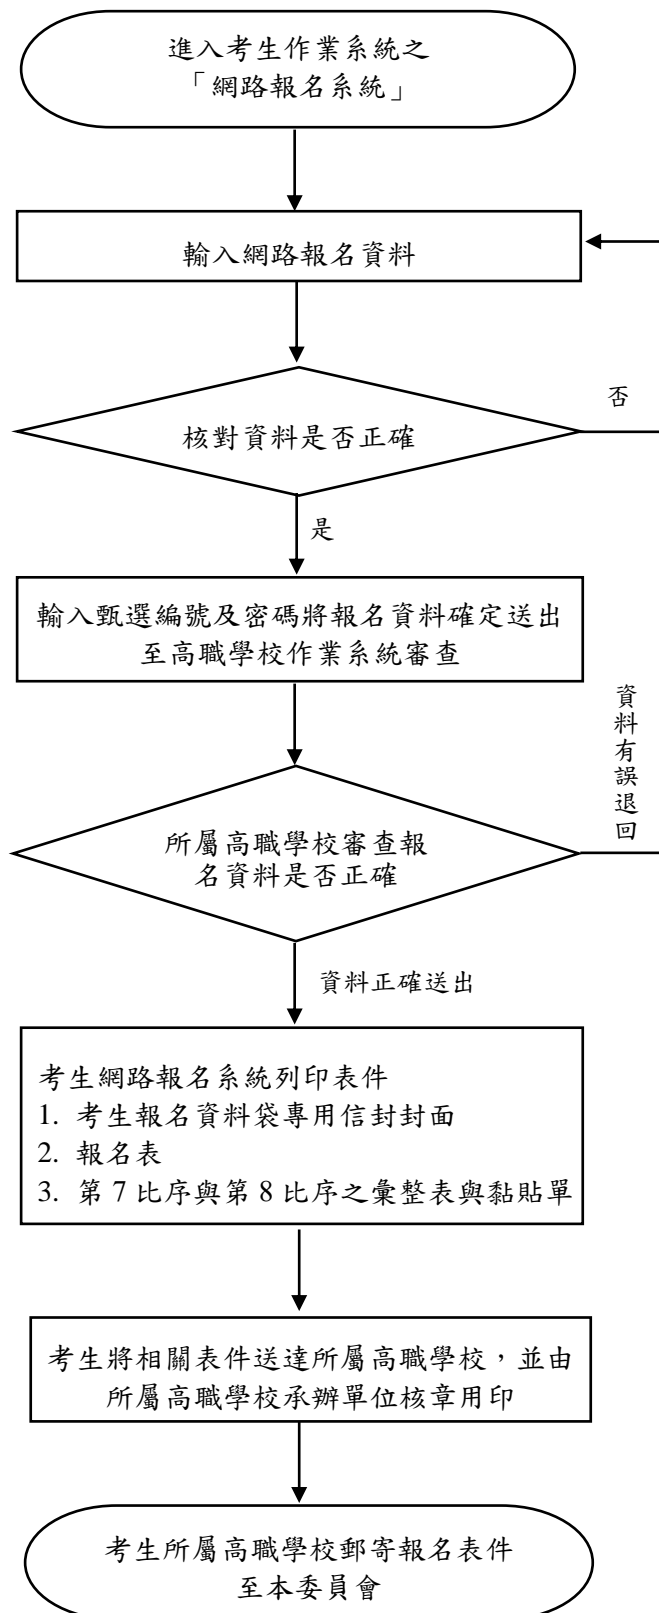 進入考生作業系統之
「網路報名系統」
輸入網路報名資料
核對資料是否正確
否
是
輸入甄選編號及密碼將報名資料確定送出
至高職學校作業系統審查
資料有誤退回
所屬高職學校審查報
名資料是否正確
資料正確送出
考生網路報名系統列印表件
1. 考生報名資料袋專用信封封面
2. 報名表
3. 第 7 比序與第 8 比序之彙整表與黏貼單
考生將相關表件送達所屬高職學校，並由
所屬高職學校承辦單位核章用印
考生所屬高職學校郵寄報名表件
至本委員會